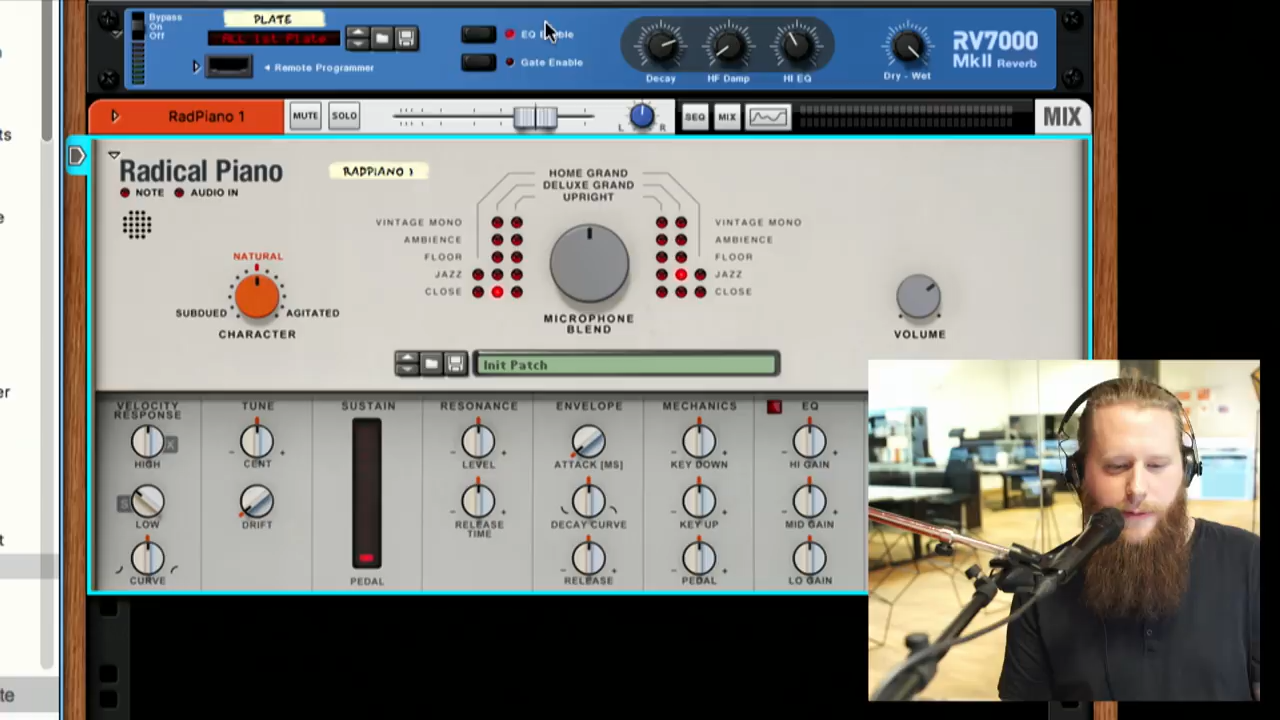 Bypass
On
Off
PLATE
ALL 1st Plate
Remote Programmer
EQ Enable
Gate Enable
Decay
HF Damp
HI EQ
Dry - Wet
RV7000
MkII Reverb
RadPiano 1
MUTE
SOLO
L
R
SEQ
MIX
MIX
Radical Piano
RADPIANO 1
NOTE
AUDIO IN
HOME GRAND
DELUXE GRAND
UPRIGHT
VINTAGE MONO
AMBIENCE
FLOOR
JAZZ
CLOSE
VINTAGE MONO
AMBIENCE
FLOOR
JAZZ
CLOSE
NATURAL
SUBDUED
AGITATED
CHARACTER
MICROPHONE
BLEND
VOLUME
Init Patch
VELOCITY
RESPONSE
HIGH
LOW
CURVE
TUNE
CENT
DRIFT
SUSTAIN
PEDAL
RESONANCE
LEVEL
RELEASE
TIME
ENVELOPE
ATTACK [MS]
DECAY CURVE
RELEASE
MECHANICS
KEY DOWN
KEY UP
PEDAL
EQ
HI GAIN
MID GAIN
LO GAIN